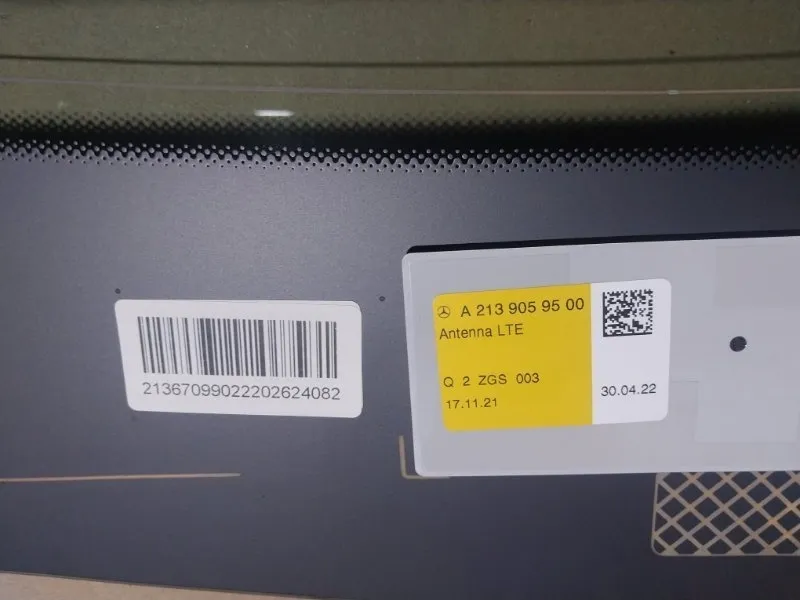 21367099022202624082
A 213 905 95 00
Antenna LTE
Q 2 ZGS 003
17.11.21
30.04.22